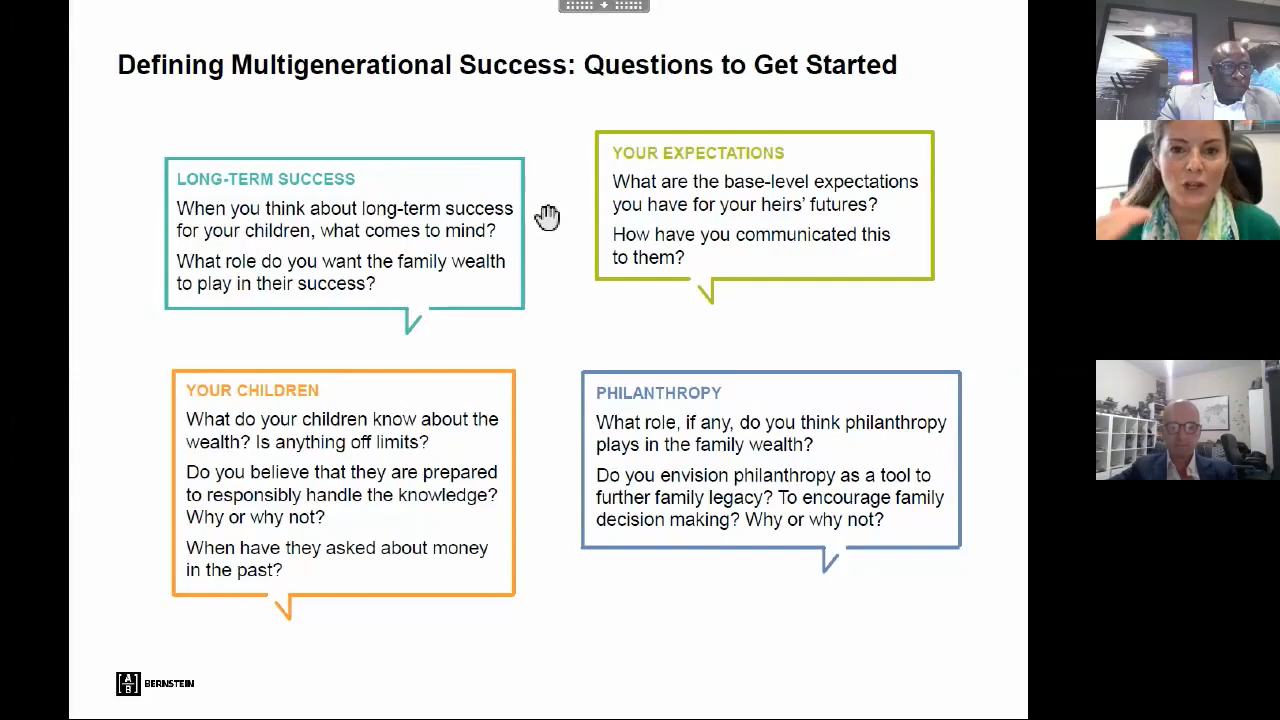 Defining Multigenerational Success: Questions to Get Started
LONG-TERM SUCCESS
When you think about long-term success
for your children, what comes to mind?
What role do you want the family wealth
to play in their success?
YOUR EXPECTATIONS
What are the base-level expectations
you have for your heirs’ futures?
How have you communicated this
to them?
YOUR CHILDREN
What do your children know about the
wealth? Is anything off limits?
Do you believe that they are prepared
to responsibly handle the knowledge?
Why or why not?
When have they asked about money
in the past?
PHILANTHROPY
What role, if any, do you think philanthropy
plays in the family wealth?
Do you envision philanthropy as a tool to
further family legacy? To encourage family
decision making? Why or why not?
A
B
BERNSTEIN